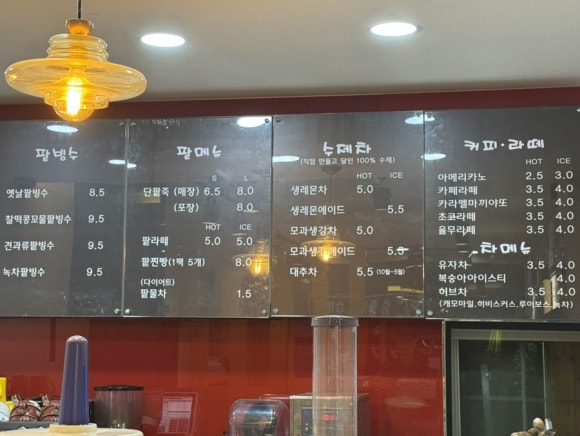 팥빙수
옛날팥빙수 8.5
찰떡콩꼬물팥빙수 9.5
견과류팥빙수 9.5
녹차팥빙수 9.5
팥메뉴
S L
단팥죽 (매장) 6.5 8.0
(포장) 8.0
HOT ICE
팥라떼 5.0 5.0
팥찐빵(1팩 5개) 8.0
(다이어트)
팥물차 1.5
수제차
(직접 만들고 달인 100% 수제)
HOT ICE
생레몬차 5.0
생레몬에이드 5.5
모과생강차 5.0
모과생강에이드 5.5
대추차 5.5 (10월~5월)
커피·라떼
HOT ICE
아메리카노 2.5 3.0
카페라떼 3.5 4.0
카라멜마끼야또 3.5 4.0
초코라떼 3.5 4.0
율무라떼 3.5 4.0
차메뉴
유자차 3.5 4.0
복숭아아이스티 4.0
허브차 3.5 4.0
(캐모마일,히비스커스,루이보스,녹차)